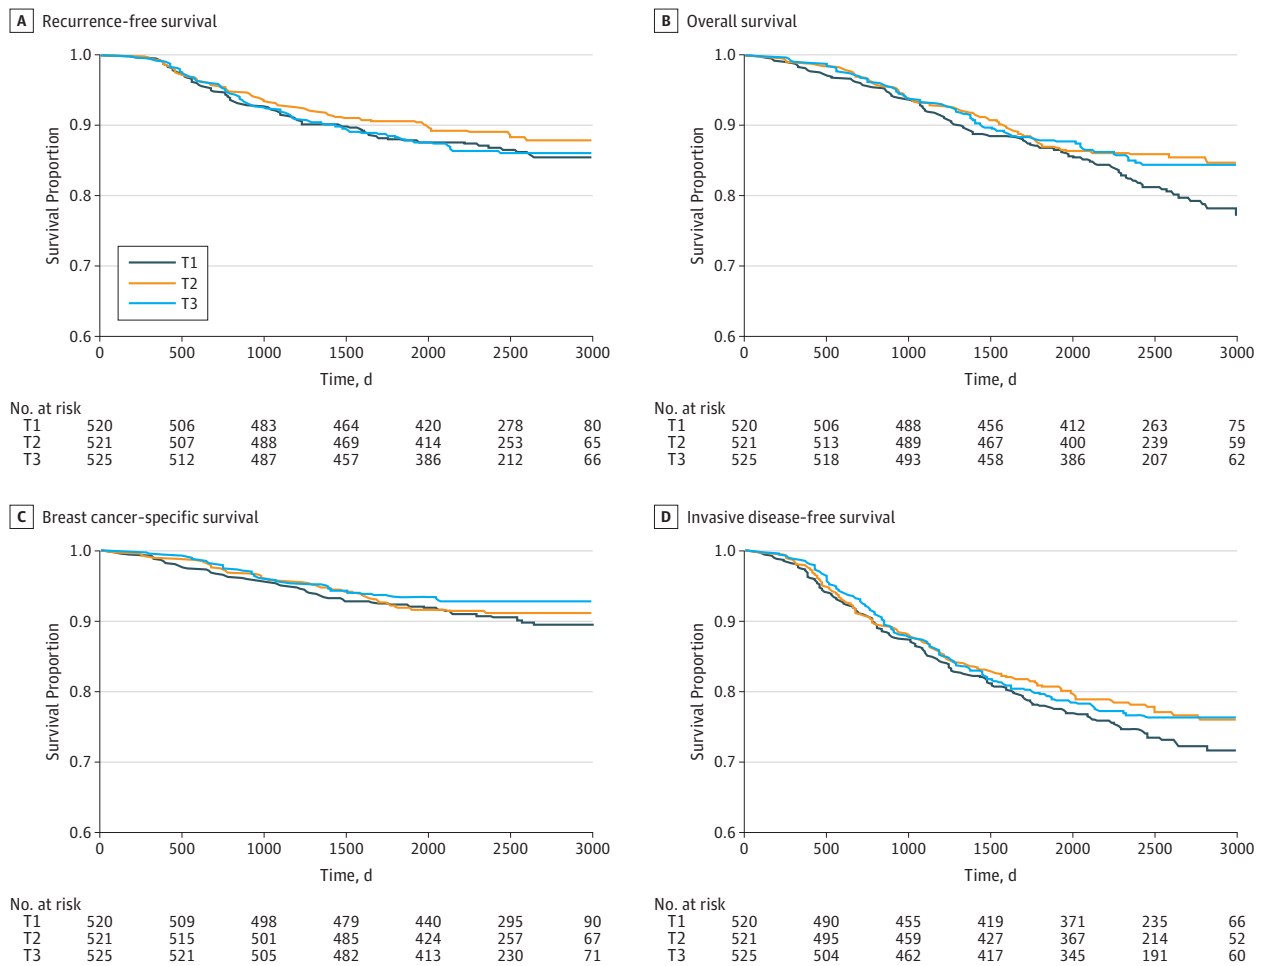 A Recurrence-free survival
1.0
0.9
0.8
0.7
0.6
Survival Proportion
T1
T2
T3
0 500 1000 1500 2000 2500 3000
Time, d
No. at risk
T1 520 506 483 464 420 278 80
T2 521 507 488 469 414 253 65
T3 525 512 487 457 386 212 66
B Overall survival
1.0
0.9
0.8
0.7
0.6
Survival Proportion
0 500 1000 1500 2000 2500 3000
Time, d
No. at risk
T1 520 506 488 456 412 263 75
T2 521 513 489 467 400 239 59
T3 525 518 493 458 386 207 62
C Breast cancer-specific survival
1.0
0.9
0.8
0.7
0.6
Survival Proportion
0 500 1000 1500 2000 2500 3000
Time, d
No. at risk
T1 520 509 498 479 440 295 90
T2 521 515 501 485 424 257 67
T3 525 521 505 482 413 230 71
D Invasive disease-free survival
1.0
0.9
0.8
0.7
0.6
Survival Proportion
0 500 1000 1500 2000 2500 3000
Time, d
No. at risk
T1 520 490 455 419 371 235 66
T2 521 495 459 427 367 214 52
T3 525 504 462 417 345 191 60